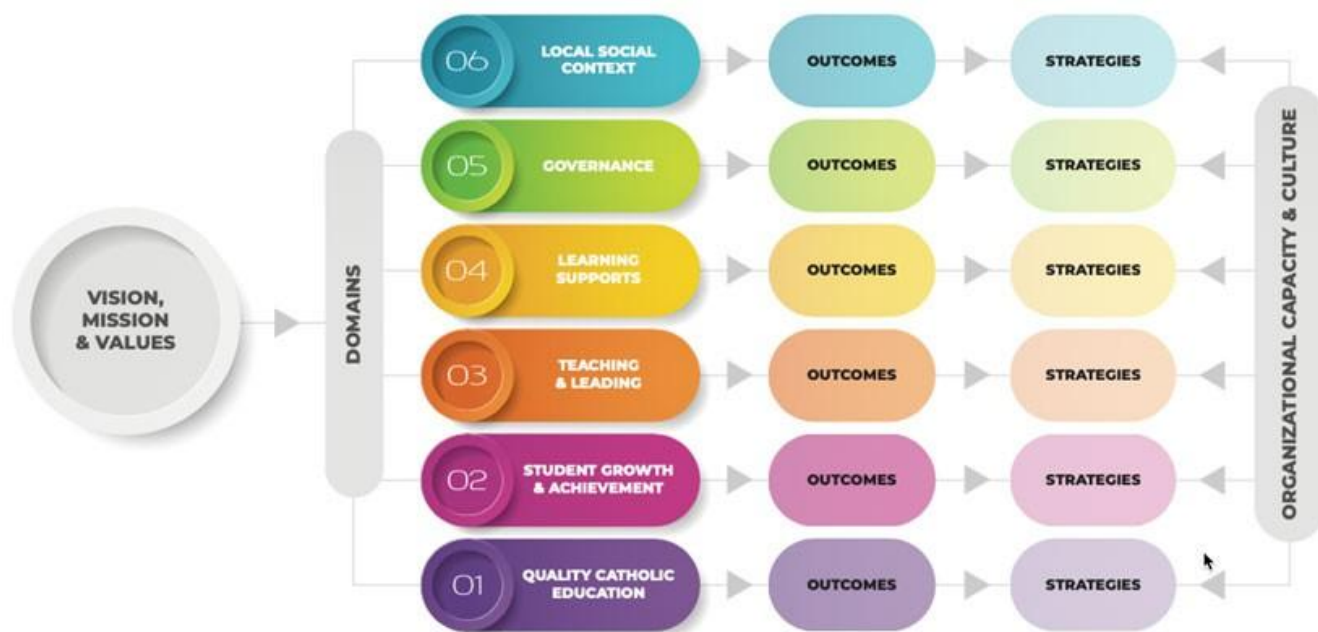 VISION,
MISSION
& VALUES
DOMAINS
06
LOCAL SOCIAL
CONTEXT
OUTCOMES
STRATEGIES
05
GOVERNANCE
OUTCOMES
STRATEGIES
04
LEARNING
SUPPORTS
OUTCOMES
STRATEGIES
03
TEACHING
& LEADING
OUTCOMES
STRATEGIES
02
STUDENT GROWTH
& ACHIEVEMENT
OUTCOMES
STRATEGIES
01
QUALITY CATHOLIC
EDUCATION
OUTCOMES
STRATEGIES
ORGANIZATIONAL CAPACITY & CULTURE